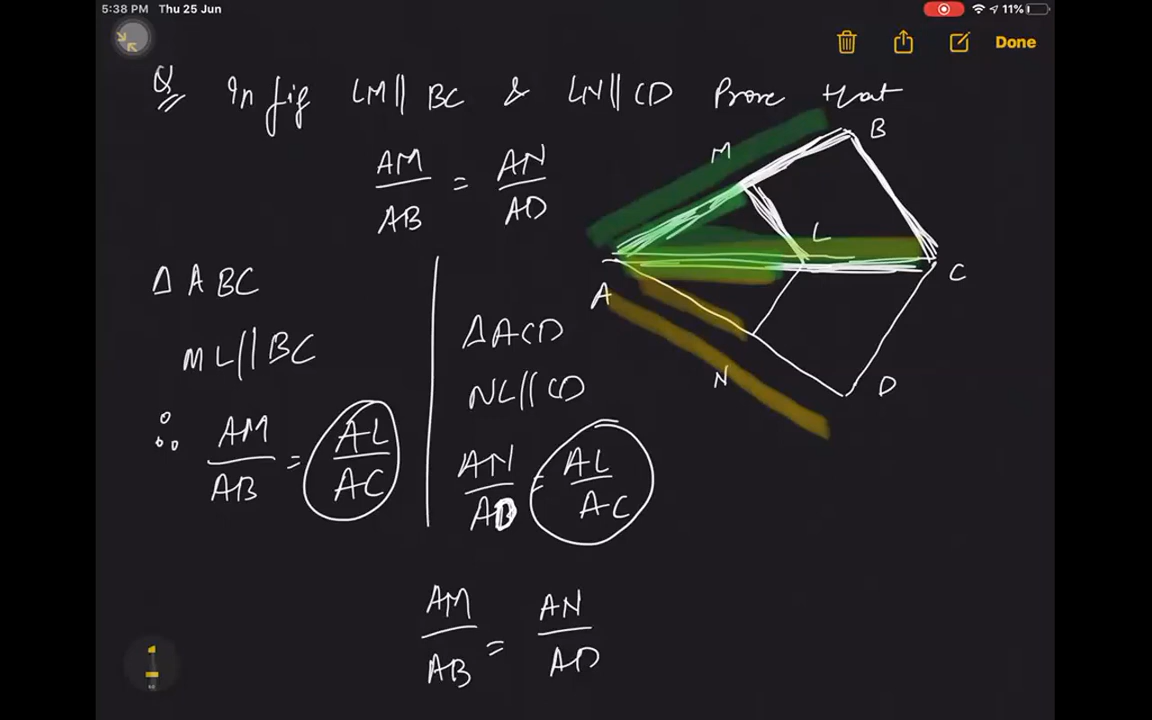 5:38 PM Thu 25 Jun
11%
Done
Q In fig LM || BC & LN || CD Prove that
AM/AB = AN/AD
Δ ABC
ML || BC
∴ AM/AB = AL/AC
Δ ACD
NL || CD
AN/AD = AL/AC
AM/AB = AN/AD
B
M
L
C
A
N
D